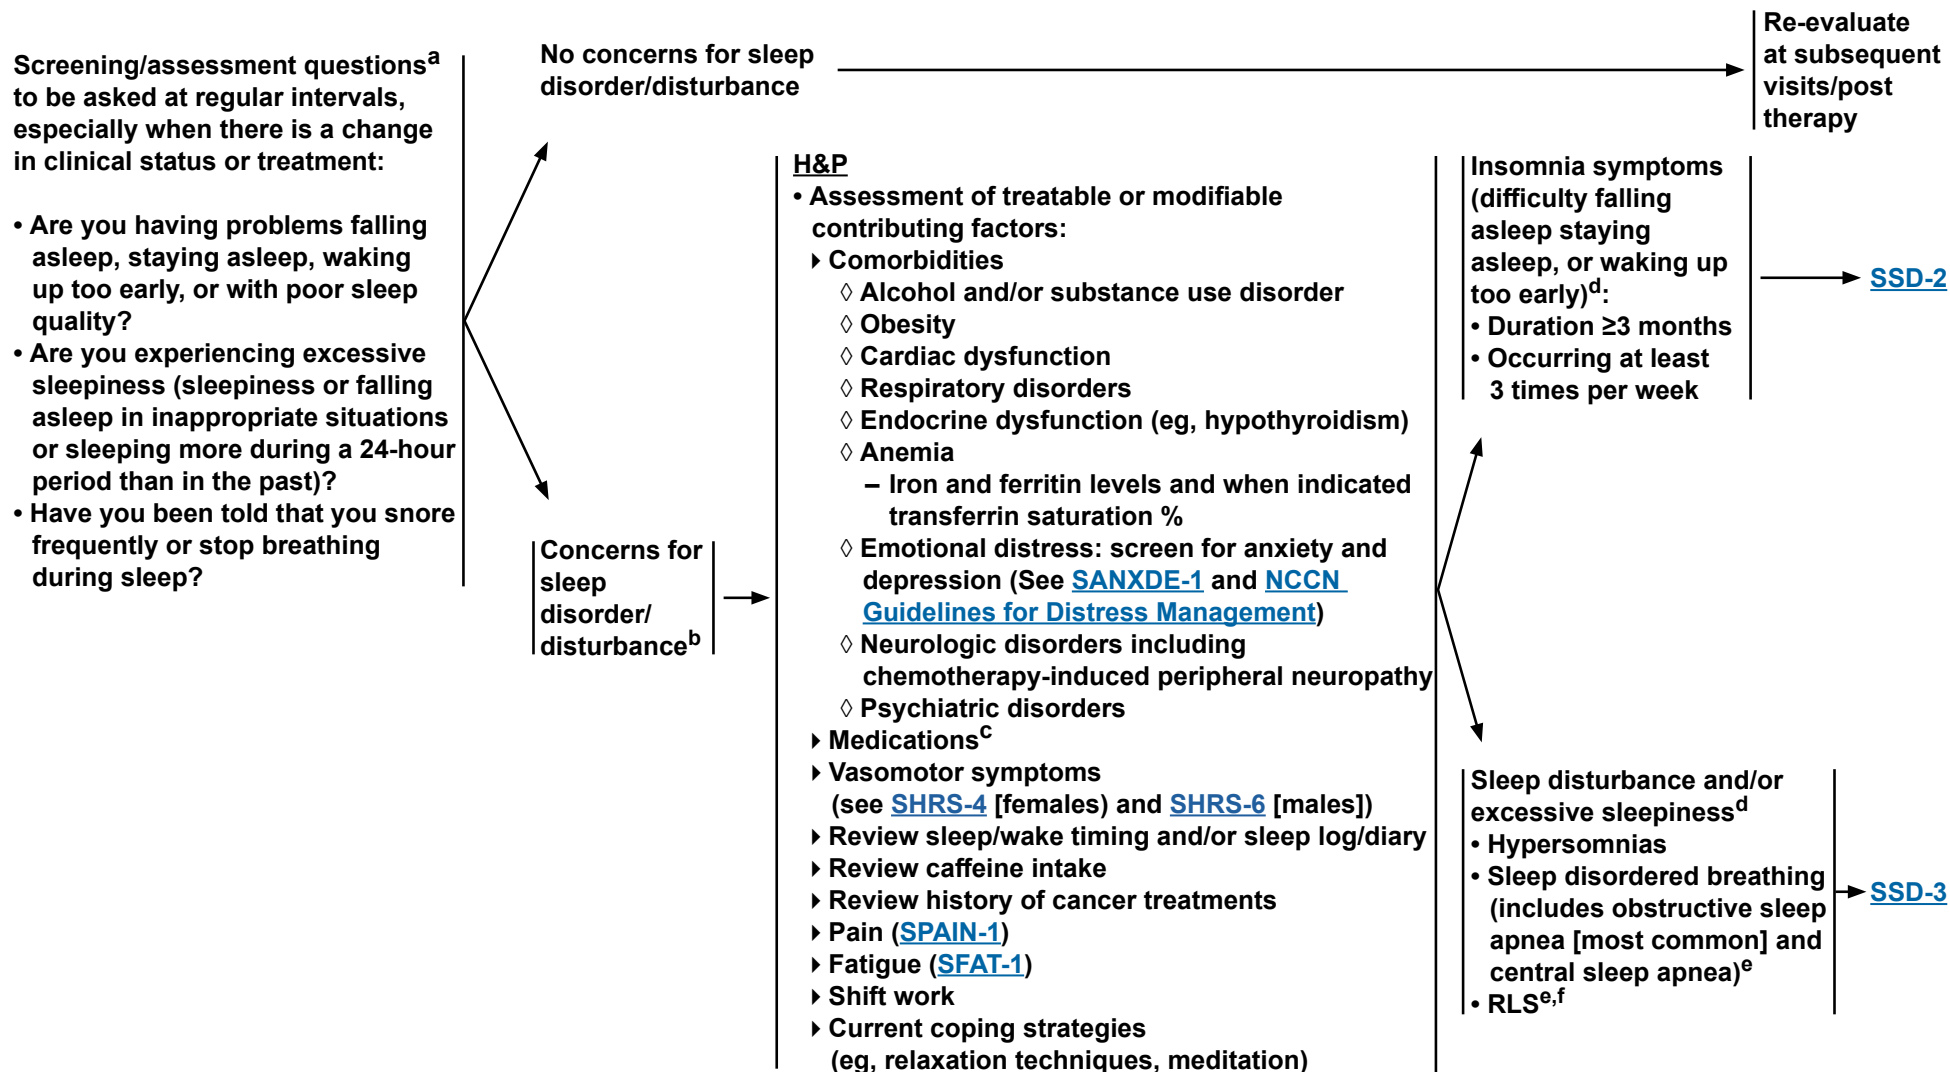 Screening/assessment questionsa
to be asked at regular intervals,
especially when there is a change
in clinical status or treatment:
• Are you having problems falling
asleep, staying asleep, waking
up too early, or with poor sleep
quality?
• Are you experiencing excessive
sleepiness (sleepiness or falling
asleep in inappropriate situations
or sleeping more during a 24-hour
period than in the past)?
• Have you been told that you snore
frequently or stop breathing
during sleep?
No concerns for sleep
disorder/disturbance
Re-evaluate
at subsequent
visits/post
therapy
Concerns for
sleep
disorder/
disturbanceb
H&P
• Assessment of treatable or modifiable
contributing factors:
▸ Comorbidities
◊ Alcohol and/or substance use disorder
◊ Obesity
◊ Cardiac dysfunction
◊ Respiratory disorders
◊ Endocrine dysfunction (eg, hypothyroidism)
◊ Anemia
– Iron and ferritin levels and when indicated
transferrin saturation %
◊ Emotional distress: screen for anxiety and
depression (See SANXDE-1 and NCCN
Guidelines for Distress Management)
◊ Neurologic disorders including
chemotherapy-induced peripheral neuropathy
◊ Psychiatric disorders
▸ Medicationsc
▸ Vasomotor symptoms
(see SHRS-4 [females) and SHRS-6 [males])
▸ Review sleep/wake timing and/or sleep log/diary
▸ Review caffeine intake
▸ Review history of cancer treatments
▸ Pain (SPAIN-1)
▸ Fatigue (SFAT-1)
▸ Shift work
▸ Current coping strategies
(eg, relaxation techniques, meditation)
Insomnia symptoms
(difficulty falling
asleep staying
asleep, or waking up
too early)d:
• Duration ≥3 months
• Occurring at least
3 times per week
SSD-2
Sleep disturbance and/or
excessive sleepinessd
• Hypersomnias
• Sleep disordered breathing
(includes obstructive sleep
apnea [most common] and
central sleep apnea)e
• RLSe,f
SSD-3